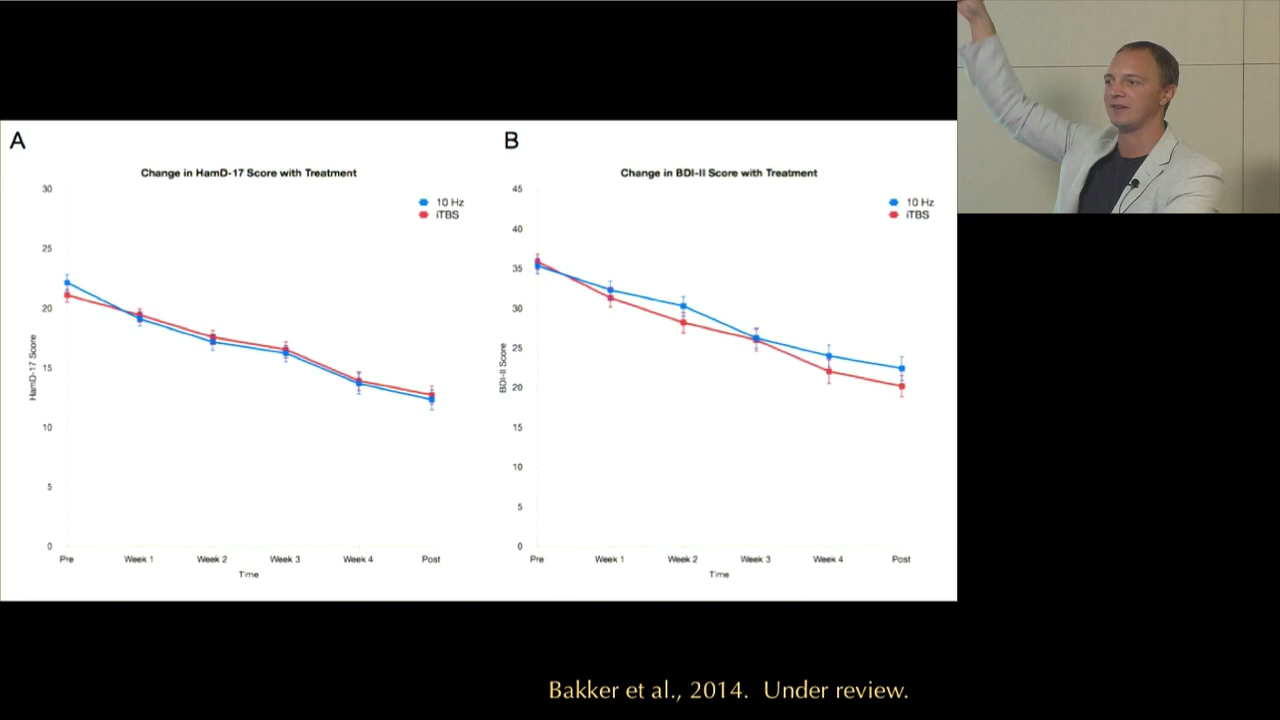 A
Change in HamD-17 Score with Treatment
10 Hz
iTBS
30
25
20
15
10
5
0
HamD-17 Score
Pre
Week 1
Week 2
Week 3
Week 4
Post
Time
B
Change in BDI-II Score with Treatment
10 Hz
iTBS
45
40
35
30
25
20
15
10
5
0
BDI-II Score
Pre
Week 1
Week 2
Week 3
Week 4
Post
Time
Bakker et al., 2014. Under review.